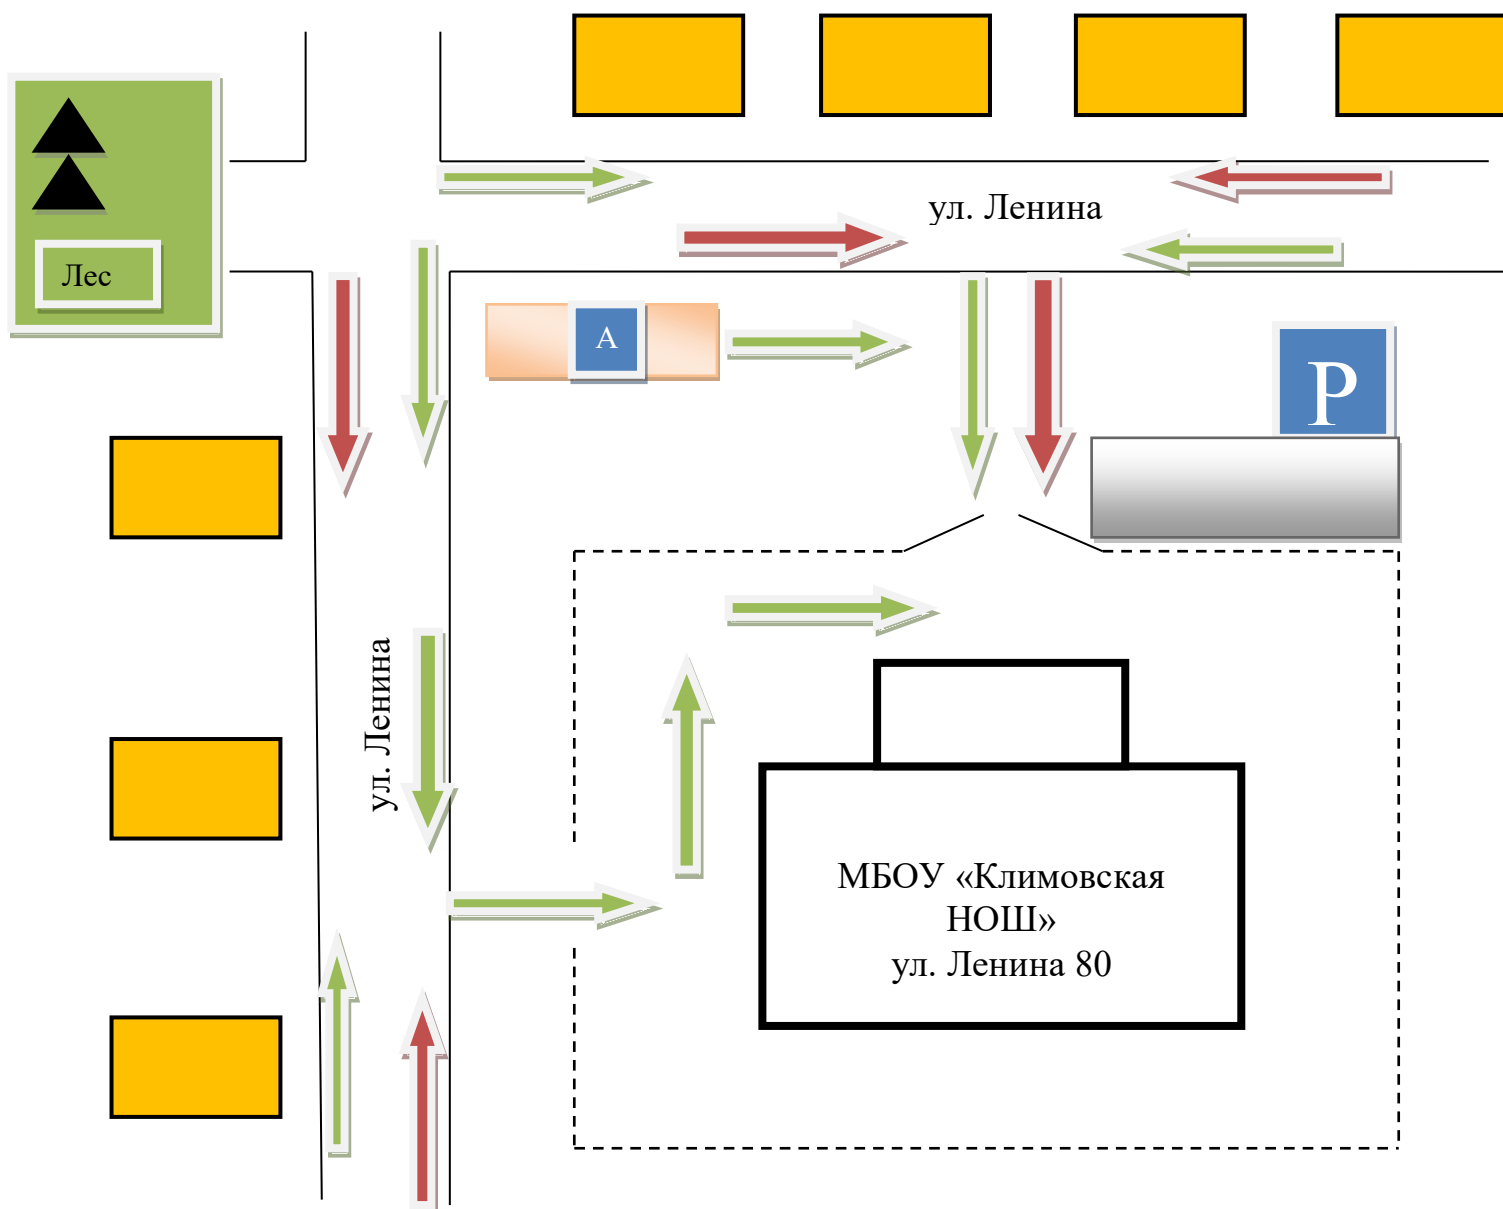 ул. Ленина
Лес
А
Р
ул. Ленина
МБОУ «Климовская
НОШ»
ул. Ленина 80